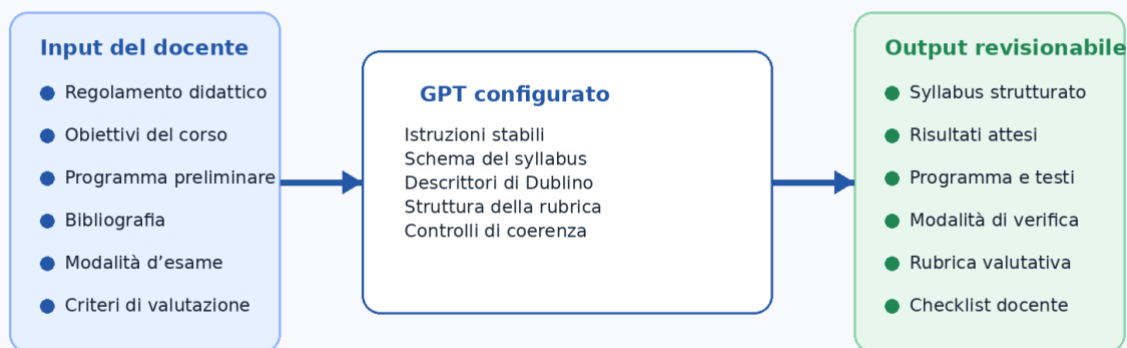 Input del docente
Regolamento didattico
Obiettivi del corso
Programma preliminare
Bibliografia
Modalità d’esame
Criteri di valutazione
GPT configurato
Istruzioni stabili
Schema del syllabus
Descrittori di Dublino
Struttura della rubrica
Controlli di coerenza
Output revisionabile
Syllabus strutturato
Risultati attesi
Programma e testi
Modalità di verifica
Rubrica valutativa
Checklist docente